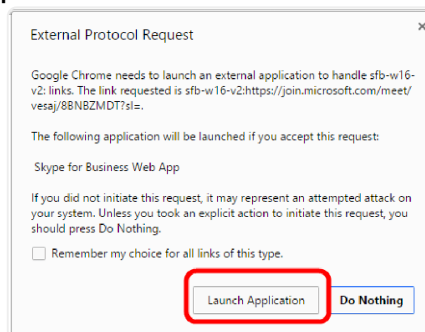 External Protocol Request
Google Chrome needs to launch an external application to handle sfb-w16-
v2: links. The link requested is sfb-w16-v2:https://join.microsoft.com/meet/
vesaj/8BNBZMDT?sl=.
The following application will be launched if you accept this request:
Skype for Business Web App
If you did not initiate this request, it may represent an attempted attack on
your system. Unless you took an explicit action to initiate this request, you
should press Do Nothing.
Remember my choice for all links of this type.
Launch Application Do Nothing